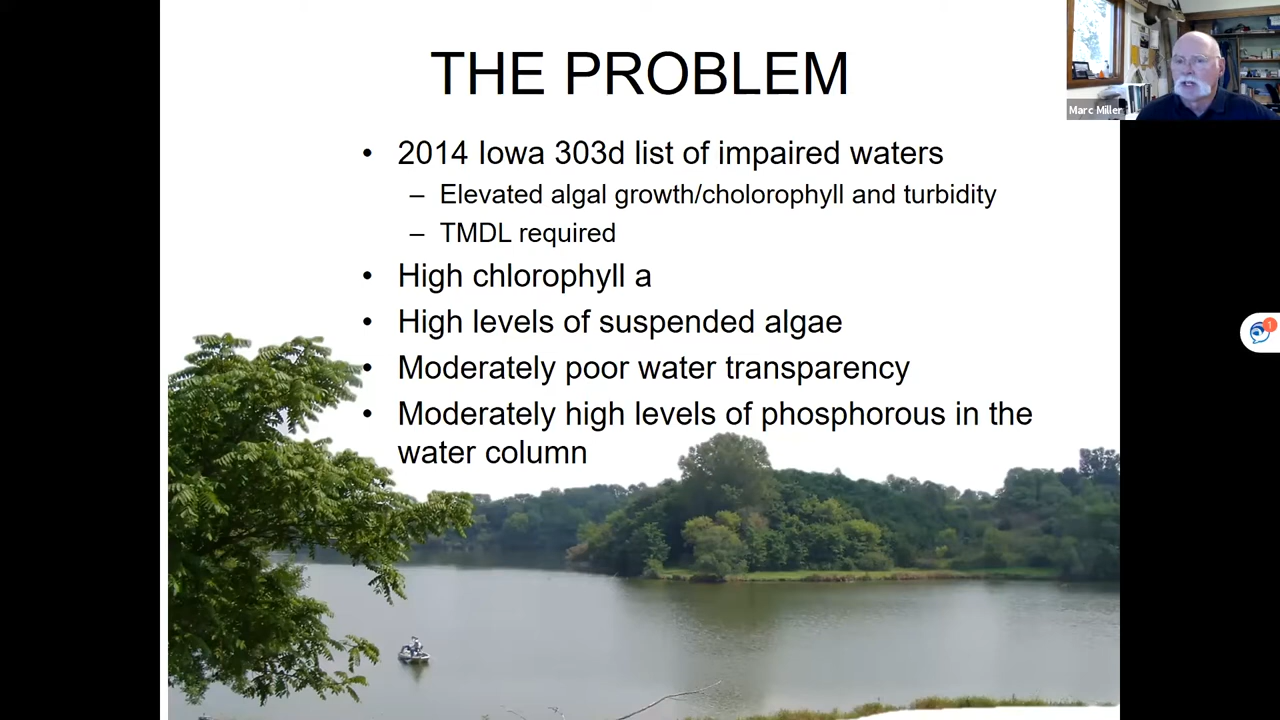 THE PROBLEM
• 2014 Iowa 303d list of impaired waters
– Elevated algal growth/cholorophyll and turbidity
– TMDL required
• High chlorophyll a
• High levels of suspended algae
• Moderately poor water transparency
• Moderately high levels of phosphorous in the
water column
Marc Miller
1